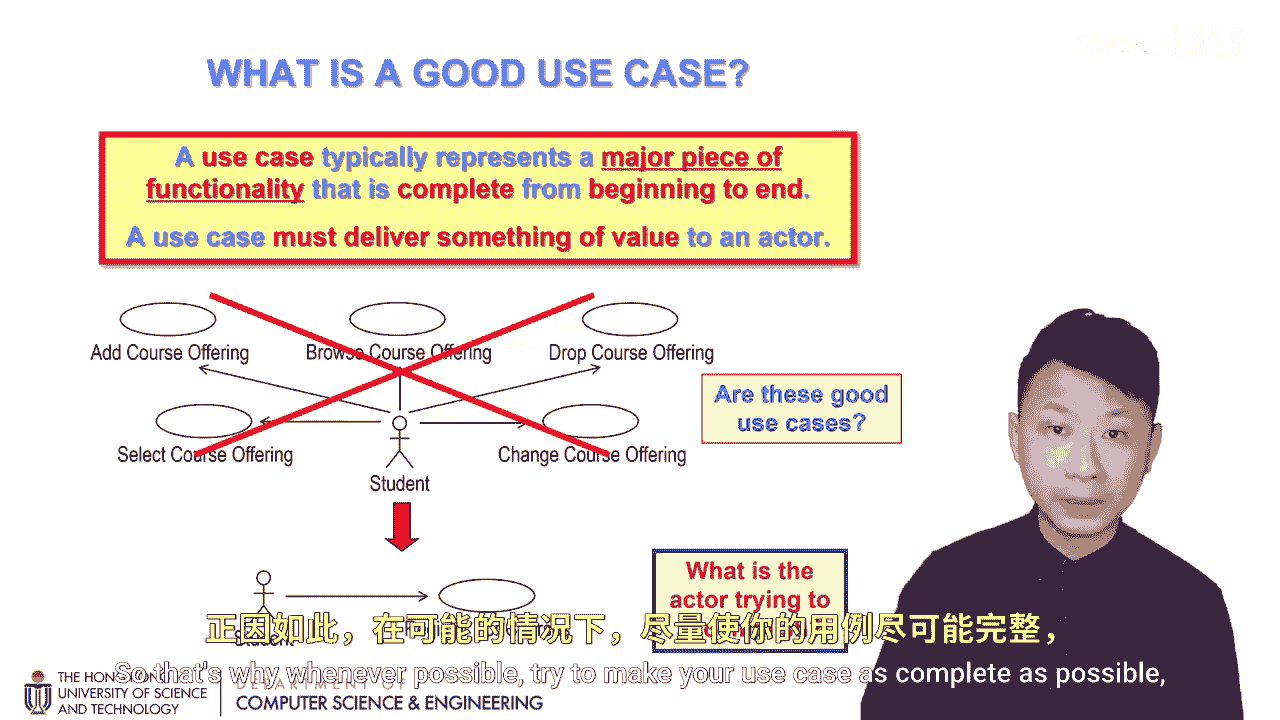 WHAT IS A GOOD USE CASE?
A use case typically represents a major piece of
functionality that is complete from beginning to end.
A use case must deliver something of value to an actor.
Add Course Offering
Browse Course Offering
Drop Course Offering
Are these good
use cases?
Select Course Offering
Change Course Offering
Student
What is the
actor trying to
正因如此，在可能的情况下，尽量使你的用例尽可能完整，
So that's why whenever possible, try to make your use case as complete as possible,
THE HONG KONG
UNIVERSITY OF SCIENCE
AND TECHNOLOGY
DEPARTMENT OF
COMPUTER SCIENCE & ENGINEERING